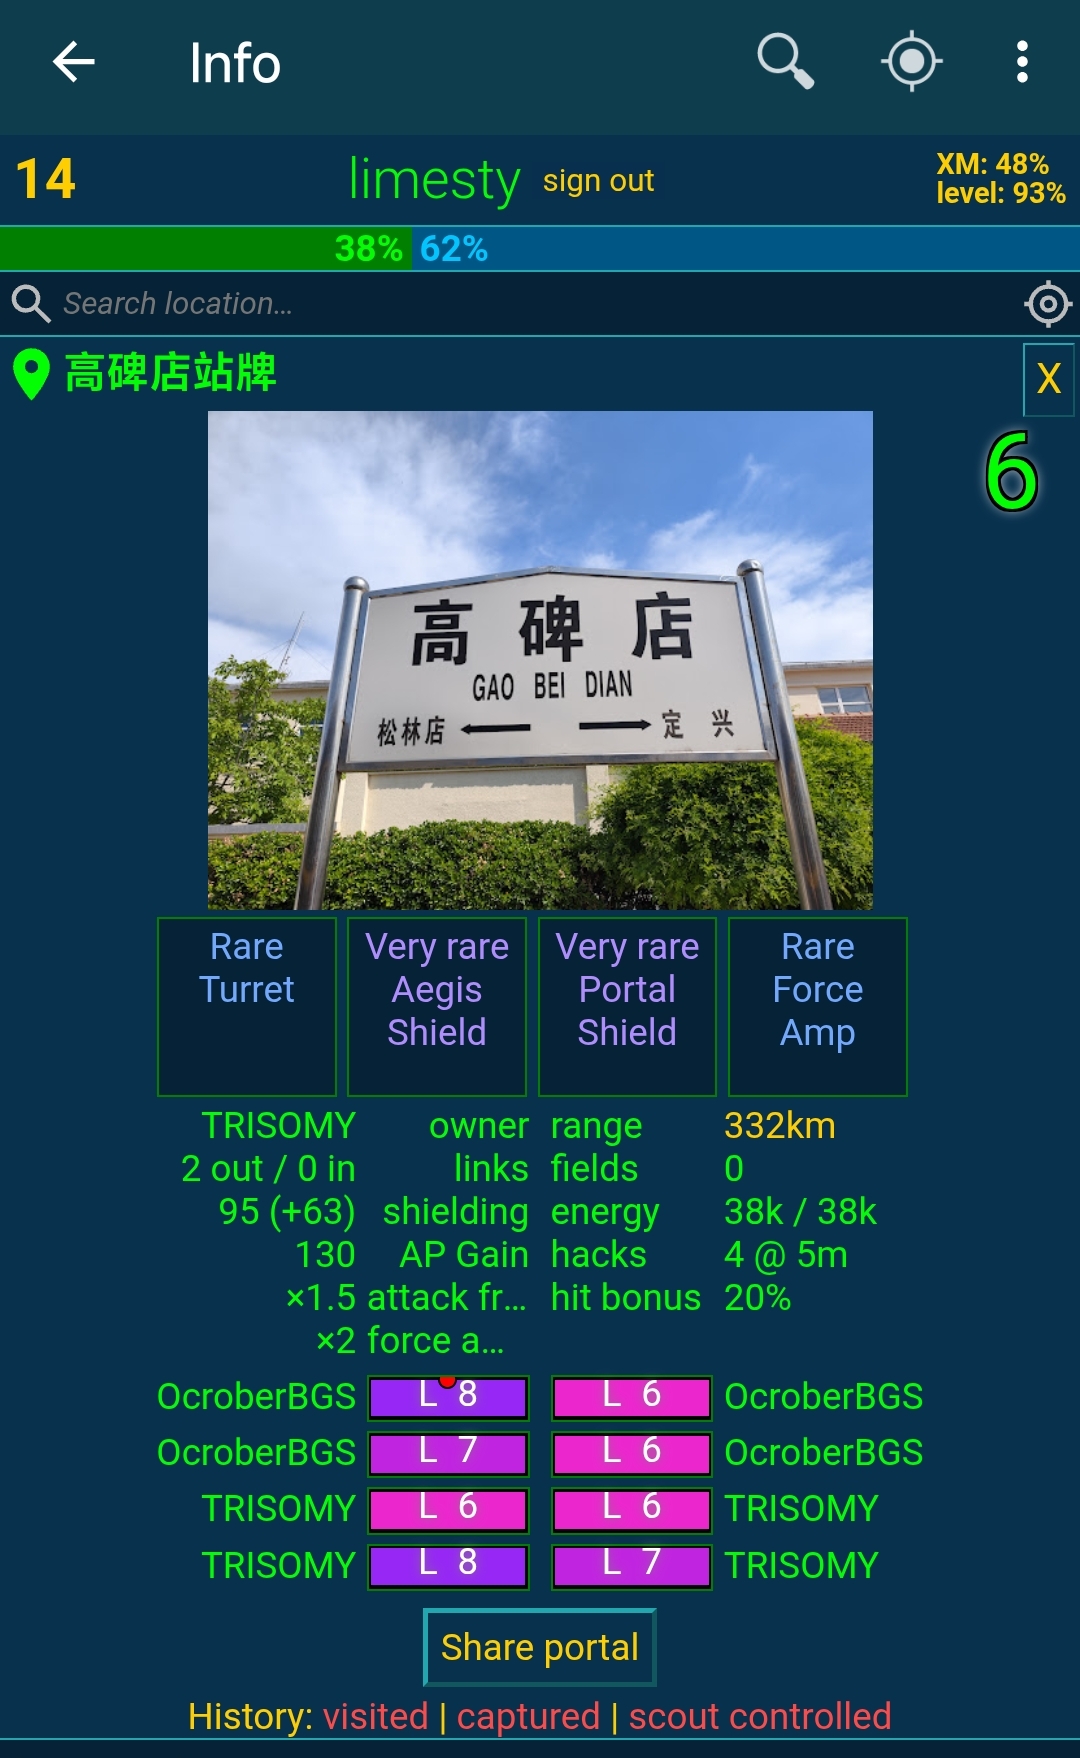 Info
14
limesty sign out
XM: 48%
level: 93%
38% 62%
Search location…
高碑店站牌
X
6
高碑店
GAO BEI DIAN
松林店 定兴
Rare Turret
Very rare Aegis Shield
Very rare Portal Shield
Rare Force Amp
TRISOMY owner range 332km
2 out / 0 in links fields 0
95 (+63) shielding energy 38k / 38k
130 AP Gain hacks 4 @ 5m
×1.5 attack fr… hit bonus 20%
×2 force a…
OcroberBGS L 8 L 6 OcroberBGS
OcroberBGS L 7 L 6 OcroberBGS
TRISOMY L 6 L 6 TRISOMY
TRISOMY L 8 L 7 TRISOMY
Share portal
History: visited | captured | scout controlled